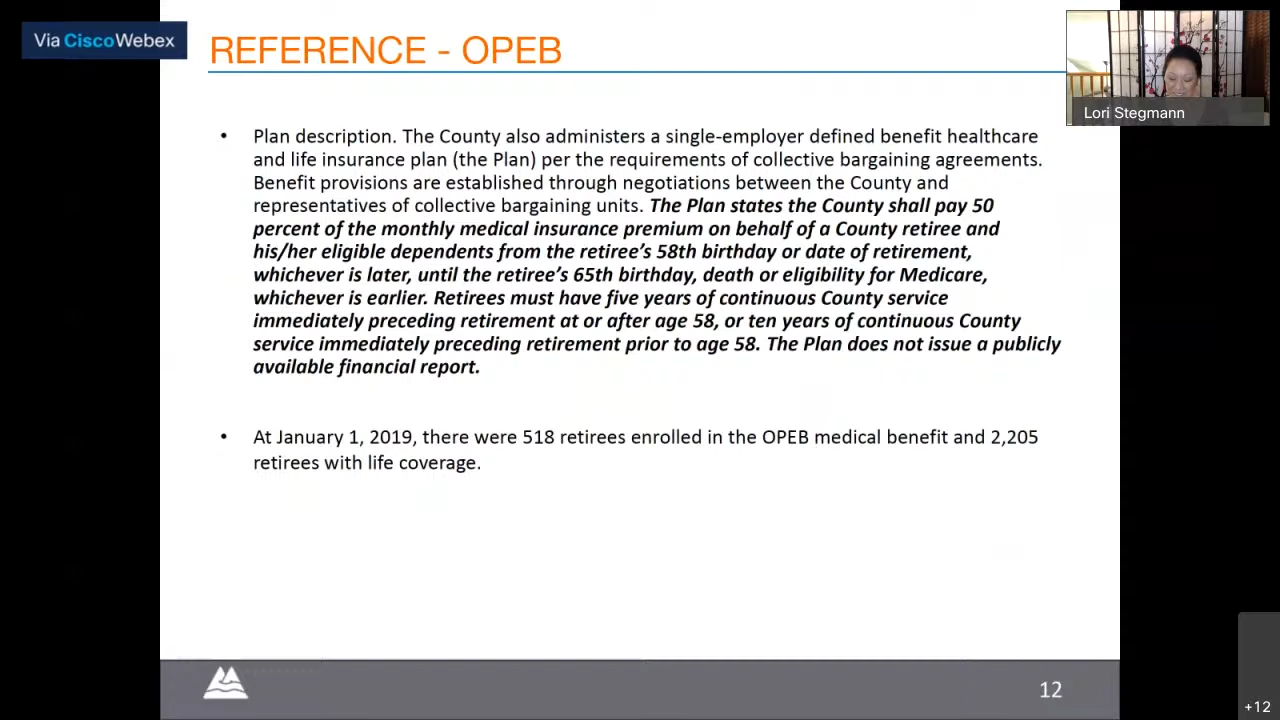 Via CiscoWebex
REFERENCE - OPEB
Lori Stegmann
• Plan description. The County also administers a single-employer defined benefit healthcare
and life insurance plan (the Plan) per the requirements of collective bargaining agreements.
Benefit provisions are established through negotiations between the County and
representatives of collective bargaining units. The Plan states the County shall pay 50
percent of the monthly medical insurance premium on behalf of a County retiree and
his/her eligible dependents from the retiree's 58th birthday or date of retirement,
whichever is later, until the retiree's 65th birthday, death or eligibility for Medicare,
whichever is earlier. Retirees must have five years of continuous County service
immediately preceding retirement at or after age 58, or ten years of continuous County
service immediately preceding retirement prior to age 58. The Plan does not issue a publicly
available financial report.
• At January 1, 2019, there were 518 retirees enrolled in the OPEB medical benefit and 2,205
retirees with life coverage.
12
+12